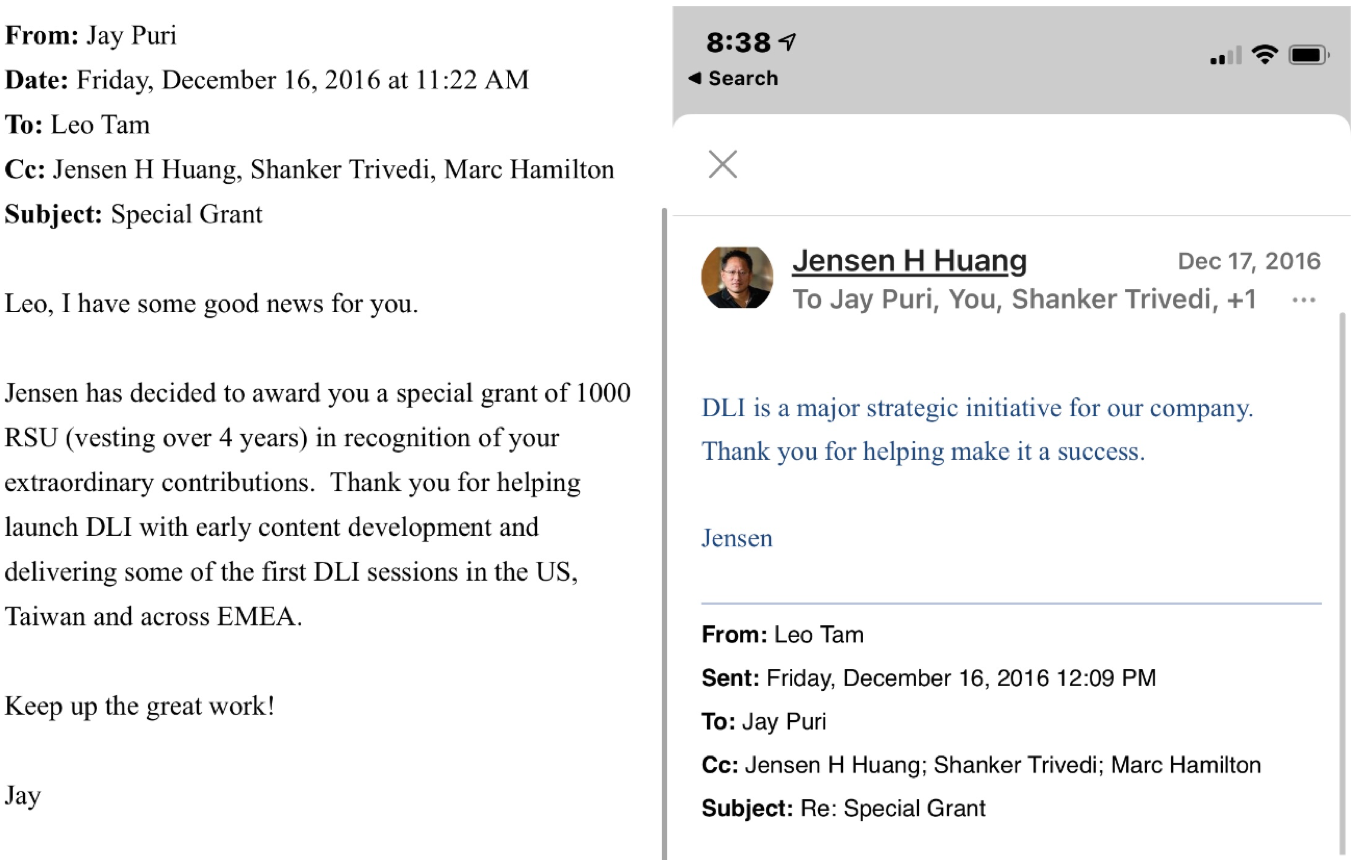 From: Jay Puri
Date: Friday, December 16, 2016 at 11:22 AM
To: Leo Tam
Cc: Jensen H Huang, Shanker Trivedi, Marc Hamilton
Subject: Special Grant
Leo, I have some good news for you.
Jensen has decided to award you a special grant of 1000
RSU (vesting over 4 years) in recognition of your
extraordinary contributions.  Thank you for helping
launch DLI with early content development and
delivering some of the first DLI sessions in the US,
Taiwan and across EMEA.
Keep up the great work!
Jay
8:38
Search
Jensen H Huang
Dec 17, 2016
To Jay Puri, You, Shanker Trivedi, +1
DLI is a major strategic initiative for our company.
Thank you for helping make it a success.
Jensen
From: Leo Tam
Sent: Friday, December 16, 2016 12:09 PM
To: Jay Puri
Cc: Jensen H Huang; Shanker Trivedi; Marc Hamilton
Subject: Re: Special Grant